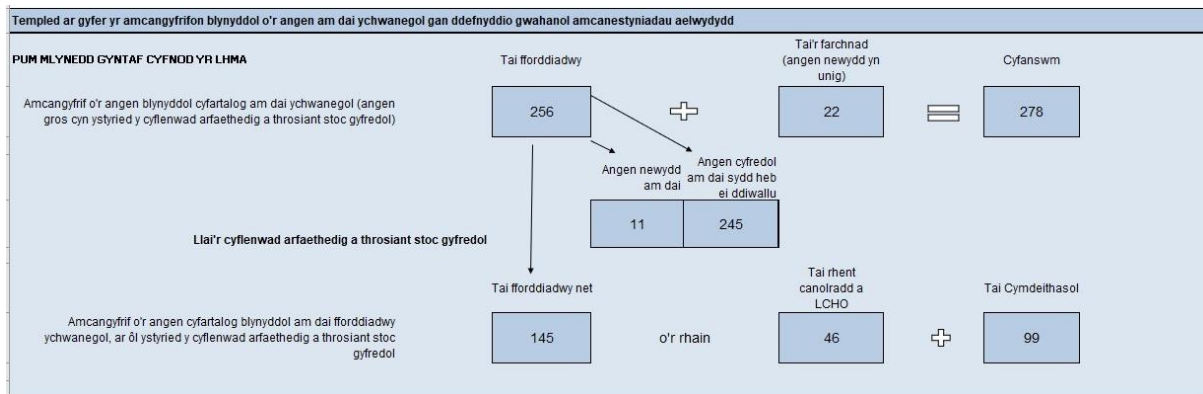 Templed ar gyfer yr amcangyfrifon blynyddol o'r angen am dai ychwanegol gan ddefnyddio gwahanol amcanestyniadau aelwydydd
PUM MLYNEDD GYNTAF CYFNOD YR LHMA
Tai fforddiadwy
Tai'r farchnad
(angen newydd yn
unig)
Cyfanswm
Amcangyfrif o'r angen blynyddol cyfartalog am dai ychwanegol (angen
gros cyn ystyried y cyflenwad arfaethedig a throsiant stoc gyfredol)
256
22
278
Angen newydd
am dai
Angen cyfredol
am dai sydd heb
ei ddiwallu
11
245
Llai'r cyflenwad arfaethedig a throsiant stoc gyfredol
Tai fforddiadwy net
Tai rhent
canolradd a
LCHO
Tai Cymdeithasol
Amcangyfrif o'r angen cyfartalog blynyddol am dai fforddiadwy
ychwanegol, ar ôl ystyried y cyflenwad arfaethedig a throsiant stoc
gyfredol
145
o'r rhain
46
99